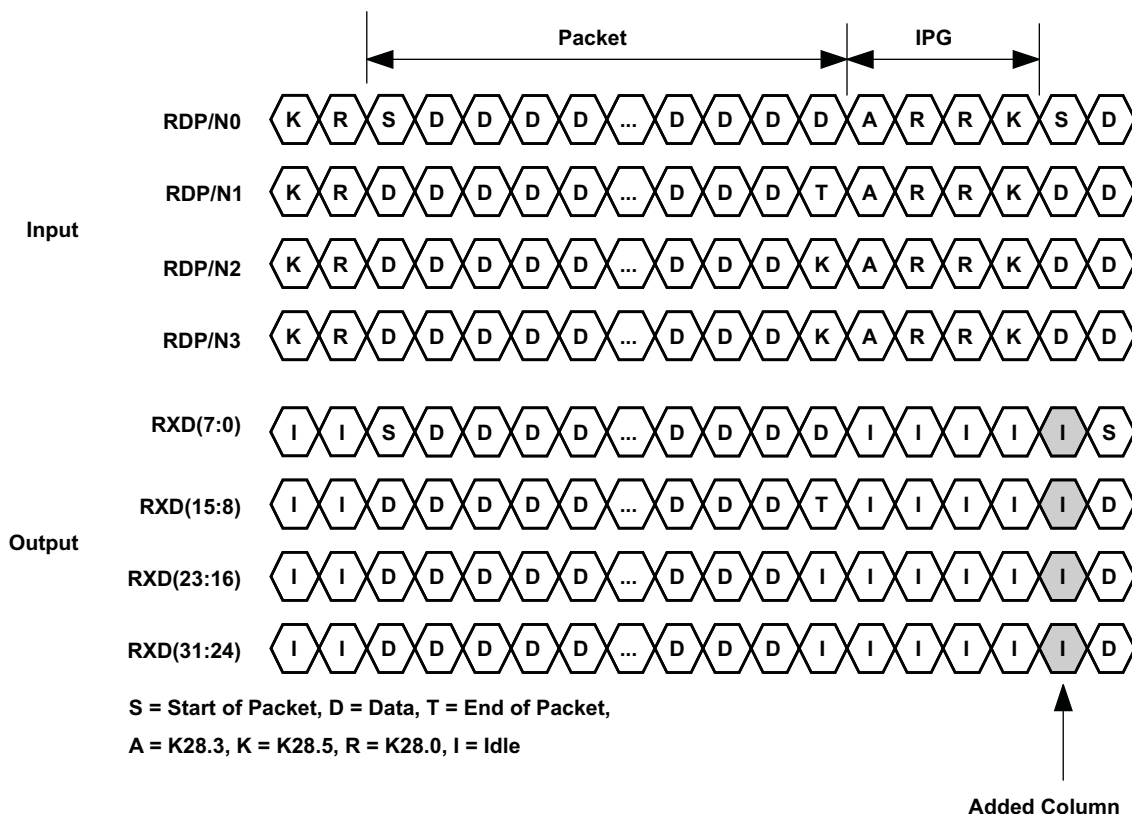 Packet IPG
RDP/N0 K R S D D D D ... D D D D A R R K S D
RDP/N1 K R D D D D D ... D D D T A R R K D D
Input
RDP/N2 K R D D D D D ... D D D K A R R K D D
RDP/N3 K R D D D D D ... D D D K A R R K D D
RXD(7:0) I I S D D D D ... D D D D I I I I I S
RXD(15:8) I I D D D D D ... D D D T I I I I I D
Output
RXD(23:16) I I D D D D D ... D D D I I I I I I D
RXD(31:24) I I D D D D D ... D D D I I I I I I D
S = Start of Packet, D = Data, T = End of Packet,
A = K28.3, K = K28.5, R = K28.0, I = Idle
Added Column